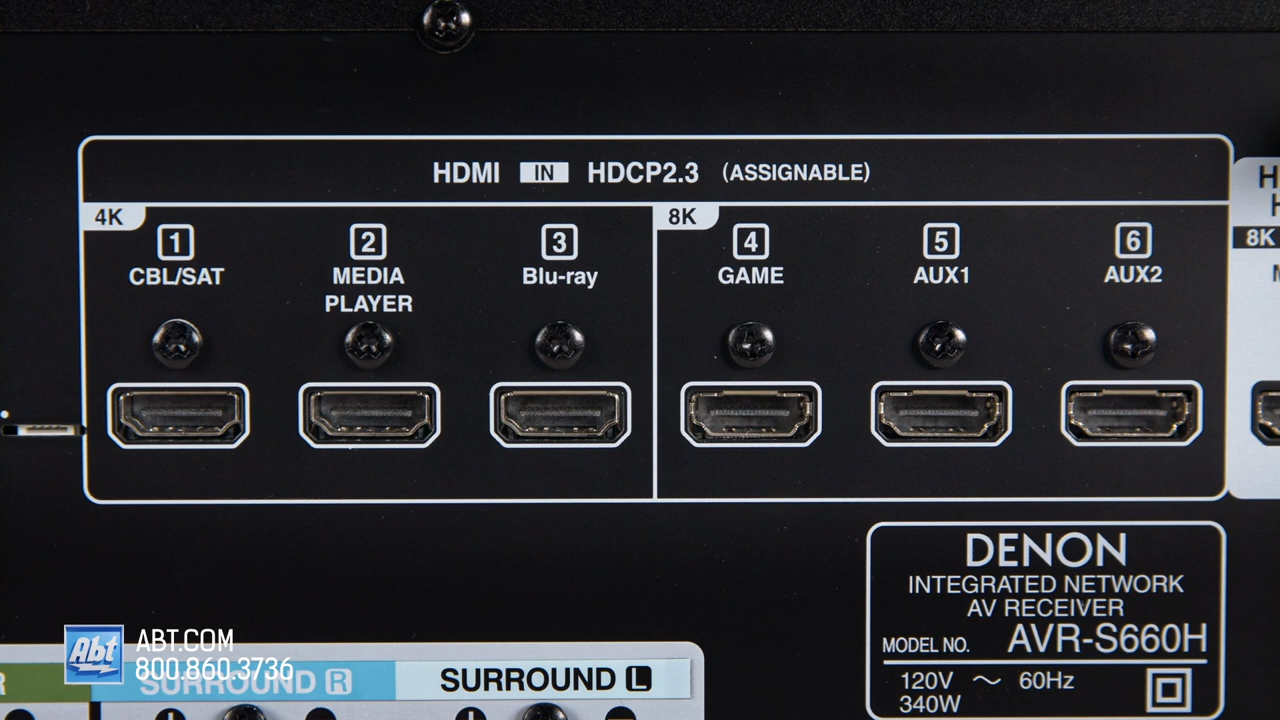 HDMI IN HDCP2.3 (ASSIGNABLE)
4K
8K
1
2
3
4
5
6
CBL/SAT
MEDIA
PLAYER
Blu-ray
GAME
AUX1
AUX2
8K
DENON
INTEGRATED NETWORK
AV RECEIVER
MODEL NO. AVR-S660H
120V ~ 60Hz
340W
Abt
ABT.COM
800.860.3736
SURROUND R
SURROUND L